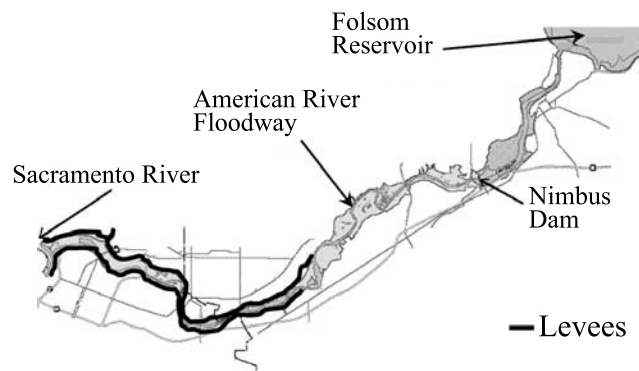 Folsom
Reservoir
American River
Floodway
Sacramento River
Nimbus
Dam
Levees